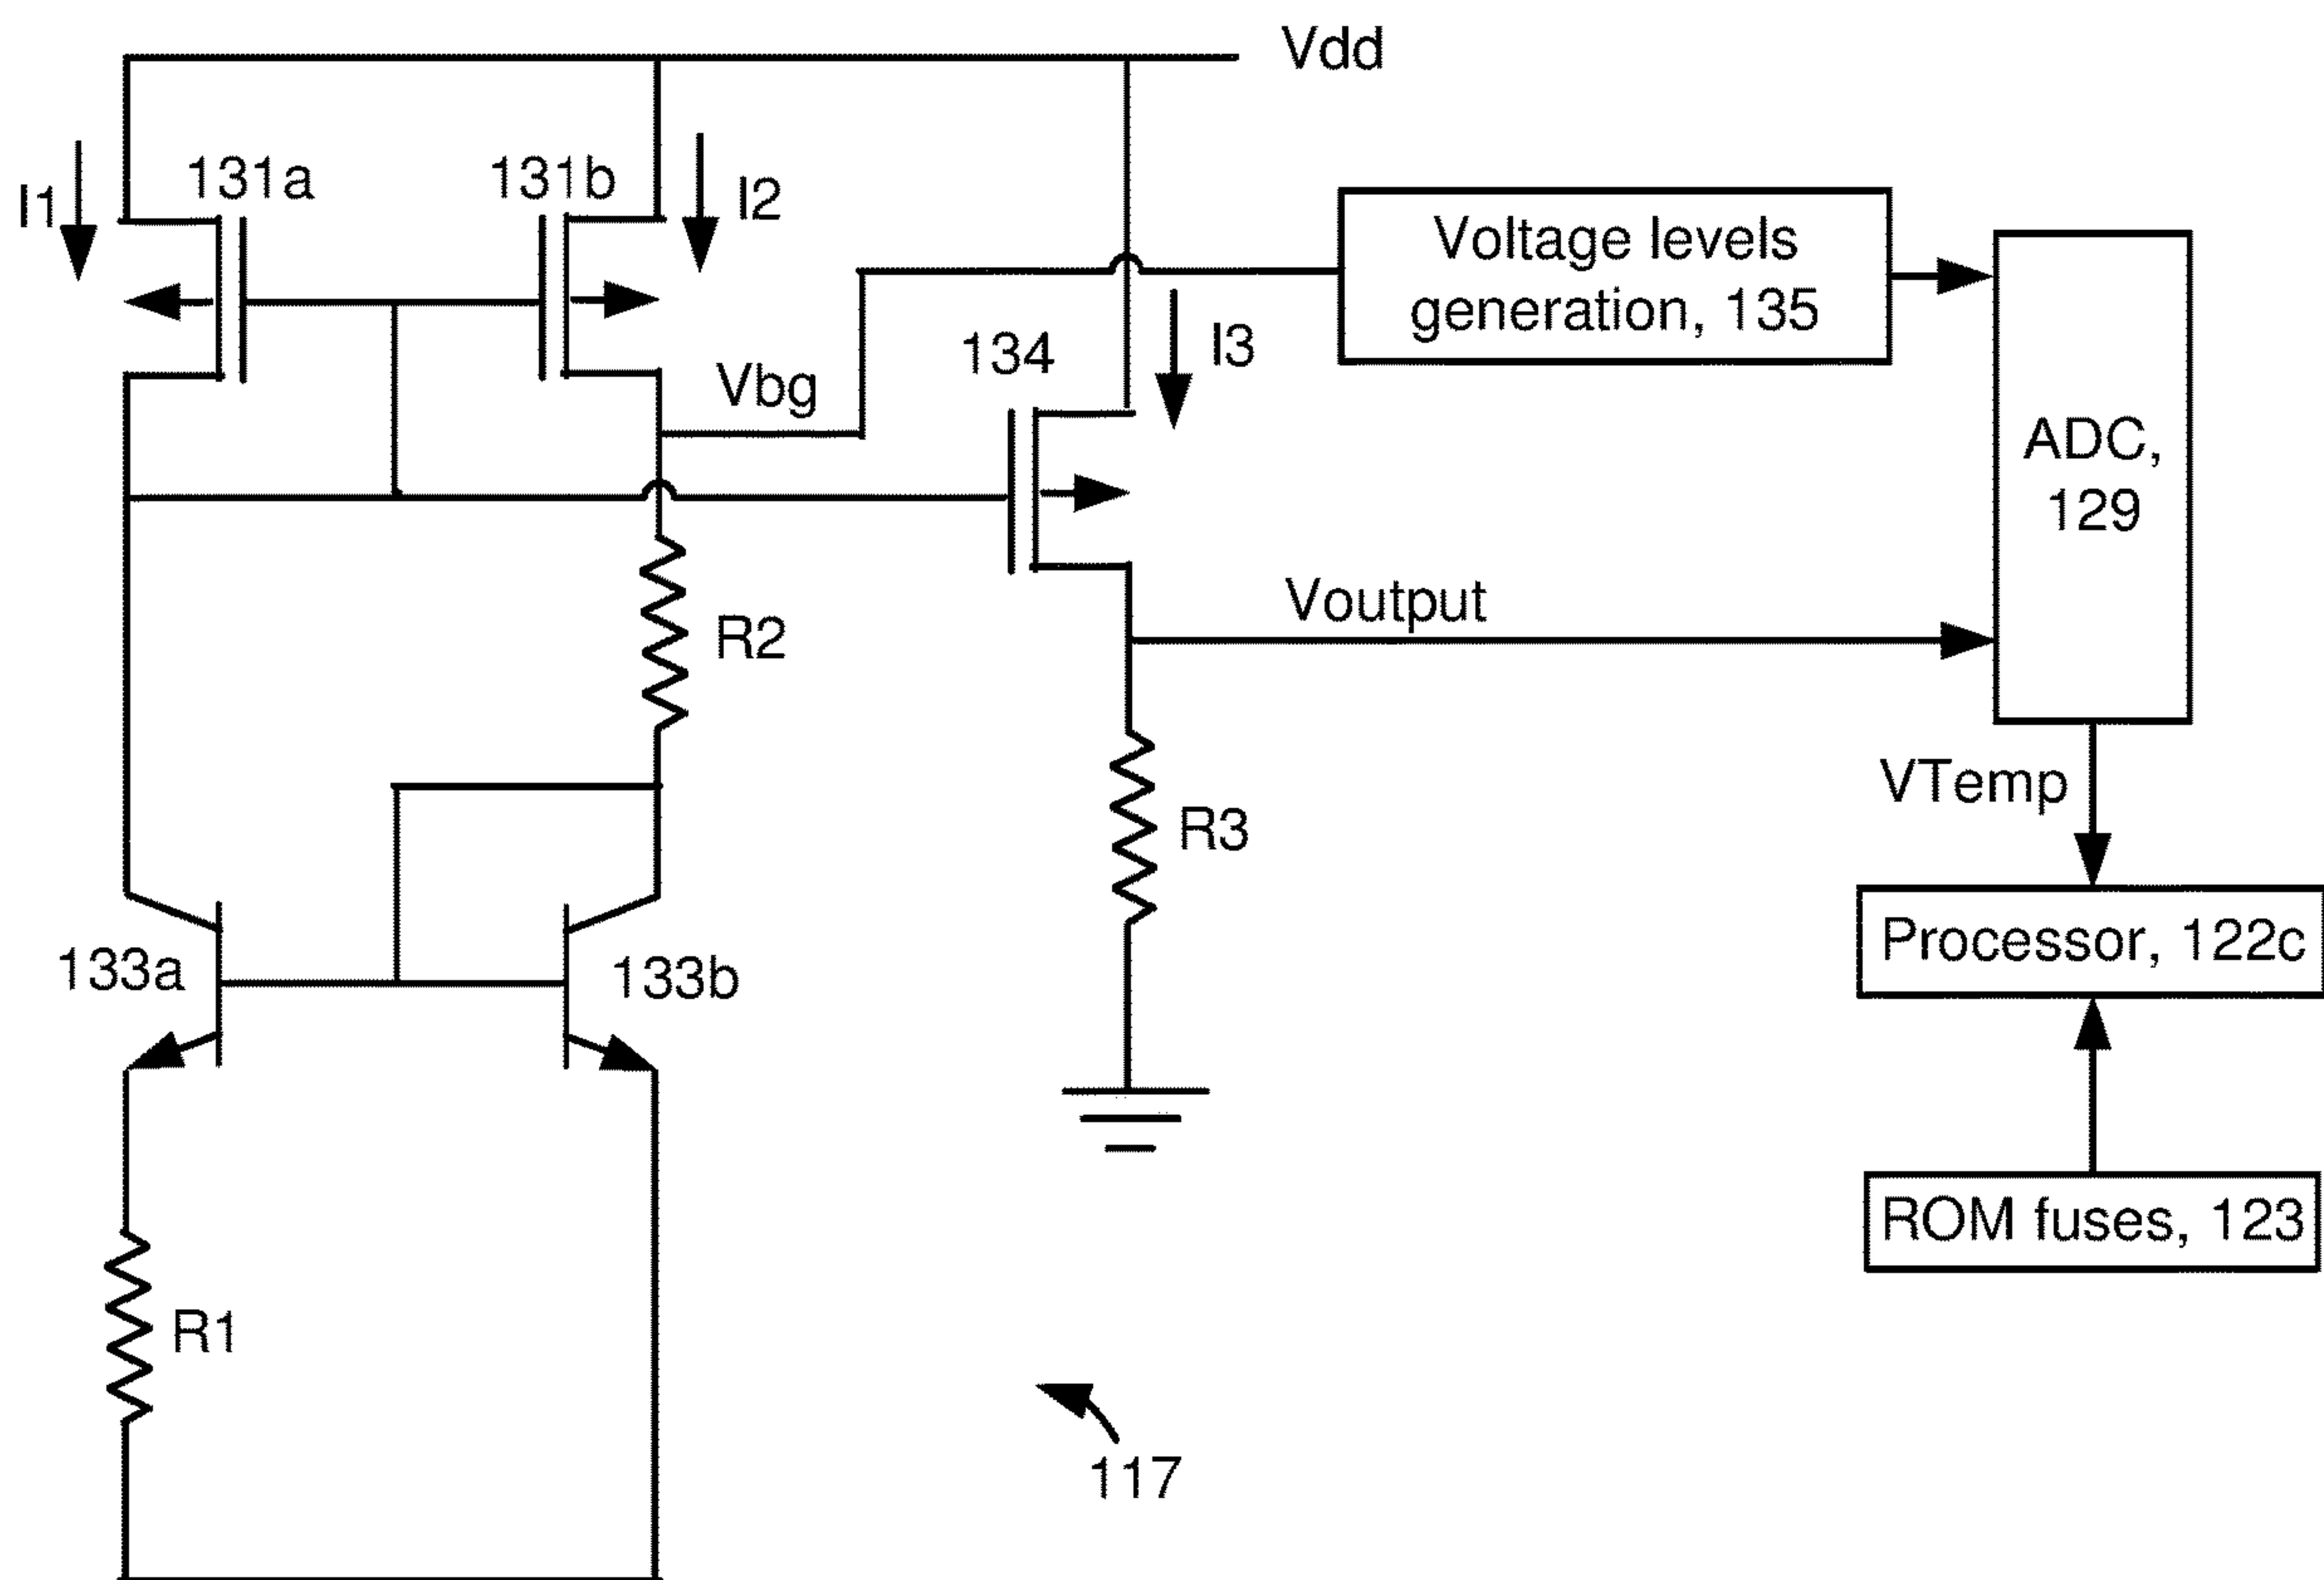 Vdd
I1
131a
131b
I2
Voltage levels
generation, 135
Vbg
134
I3
ADC,
129
Voutput
R2
VTemp
R3
133a
133b
Processor, 122c
ROM fuses, 123
R1
117